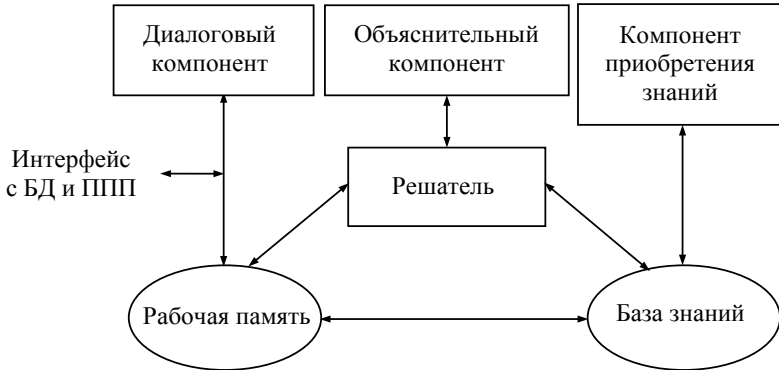 Диалоговый
компонент
Объяснительный
компонент
Компонент
приобретения
знаний
Интерфейс
с БД и ППП
Решатель
Рабочая память
База знаний